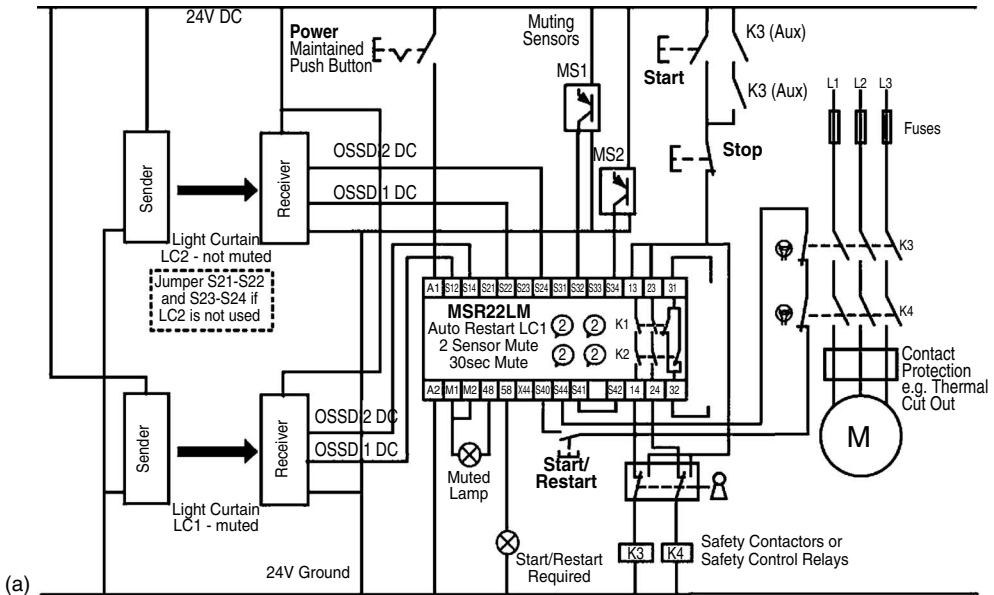 24V DC
Power
Maintained
Push Button
Muting
Sensors
MS1
MS2
Start
K3 (Aux)
K3 (Aux)
Stop
L1 L2 L3
Fuses
Sender
Receiver
OSSD 2 DC
OSSD 1 DC
Light Curtain
LC2 - not muted
Jumper S21-S22
and S23-S24 if
LC2 is not used
A1 S12 S14 S21 S22 S23 S24 S31 S32 S33 S34 13 23 31
MSR22LM
Auto Restart LC1
2 Sensor Mute
30sec Mute
2 2
2 2
K1
K2
A2 M1 M2 48 58 X44 S40 S44 S41 S42 14 24 32
K3
K4
Contact
Protection
e.g. Thermal
Cut Out
M
Sender
Receiver
OSSD 2 DC
OSSD 1 DC
Light Curtain
LC1 - muted
Muted
Lamp
Start/
Restart
Start/Restart
Required
K3 K4
Safety Contactors or
Safety Control Relays
24V Ground
(a)